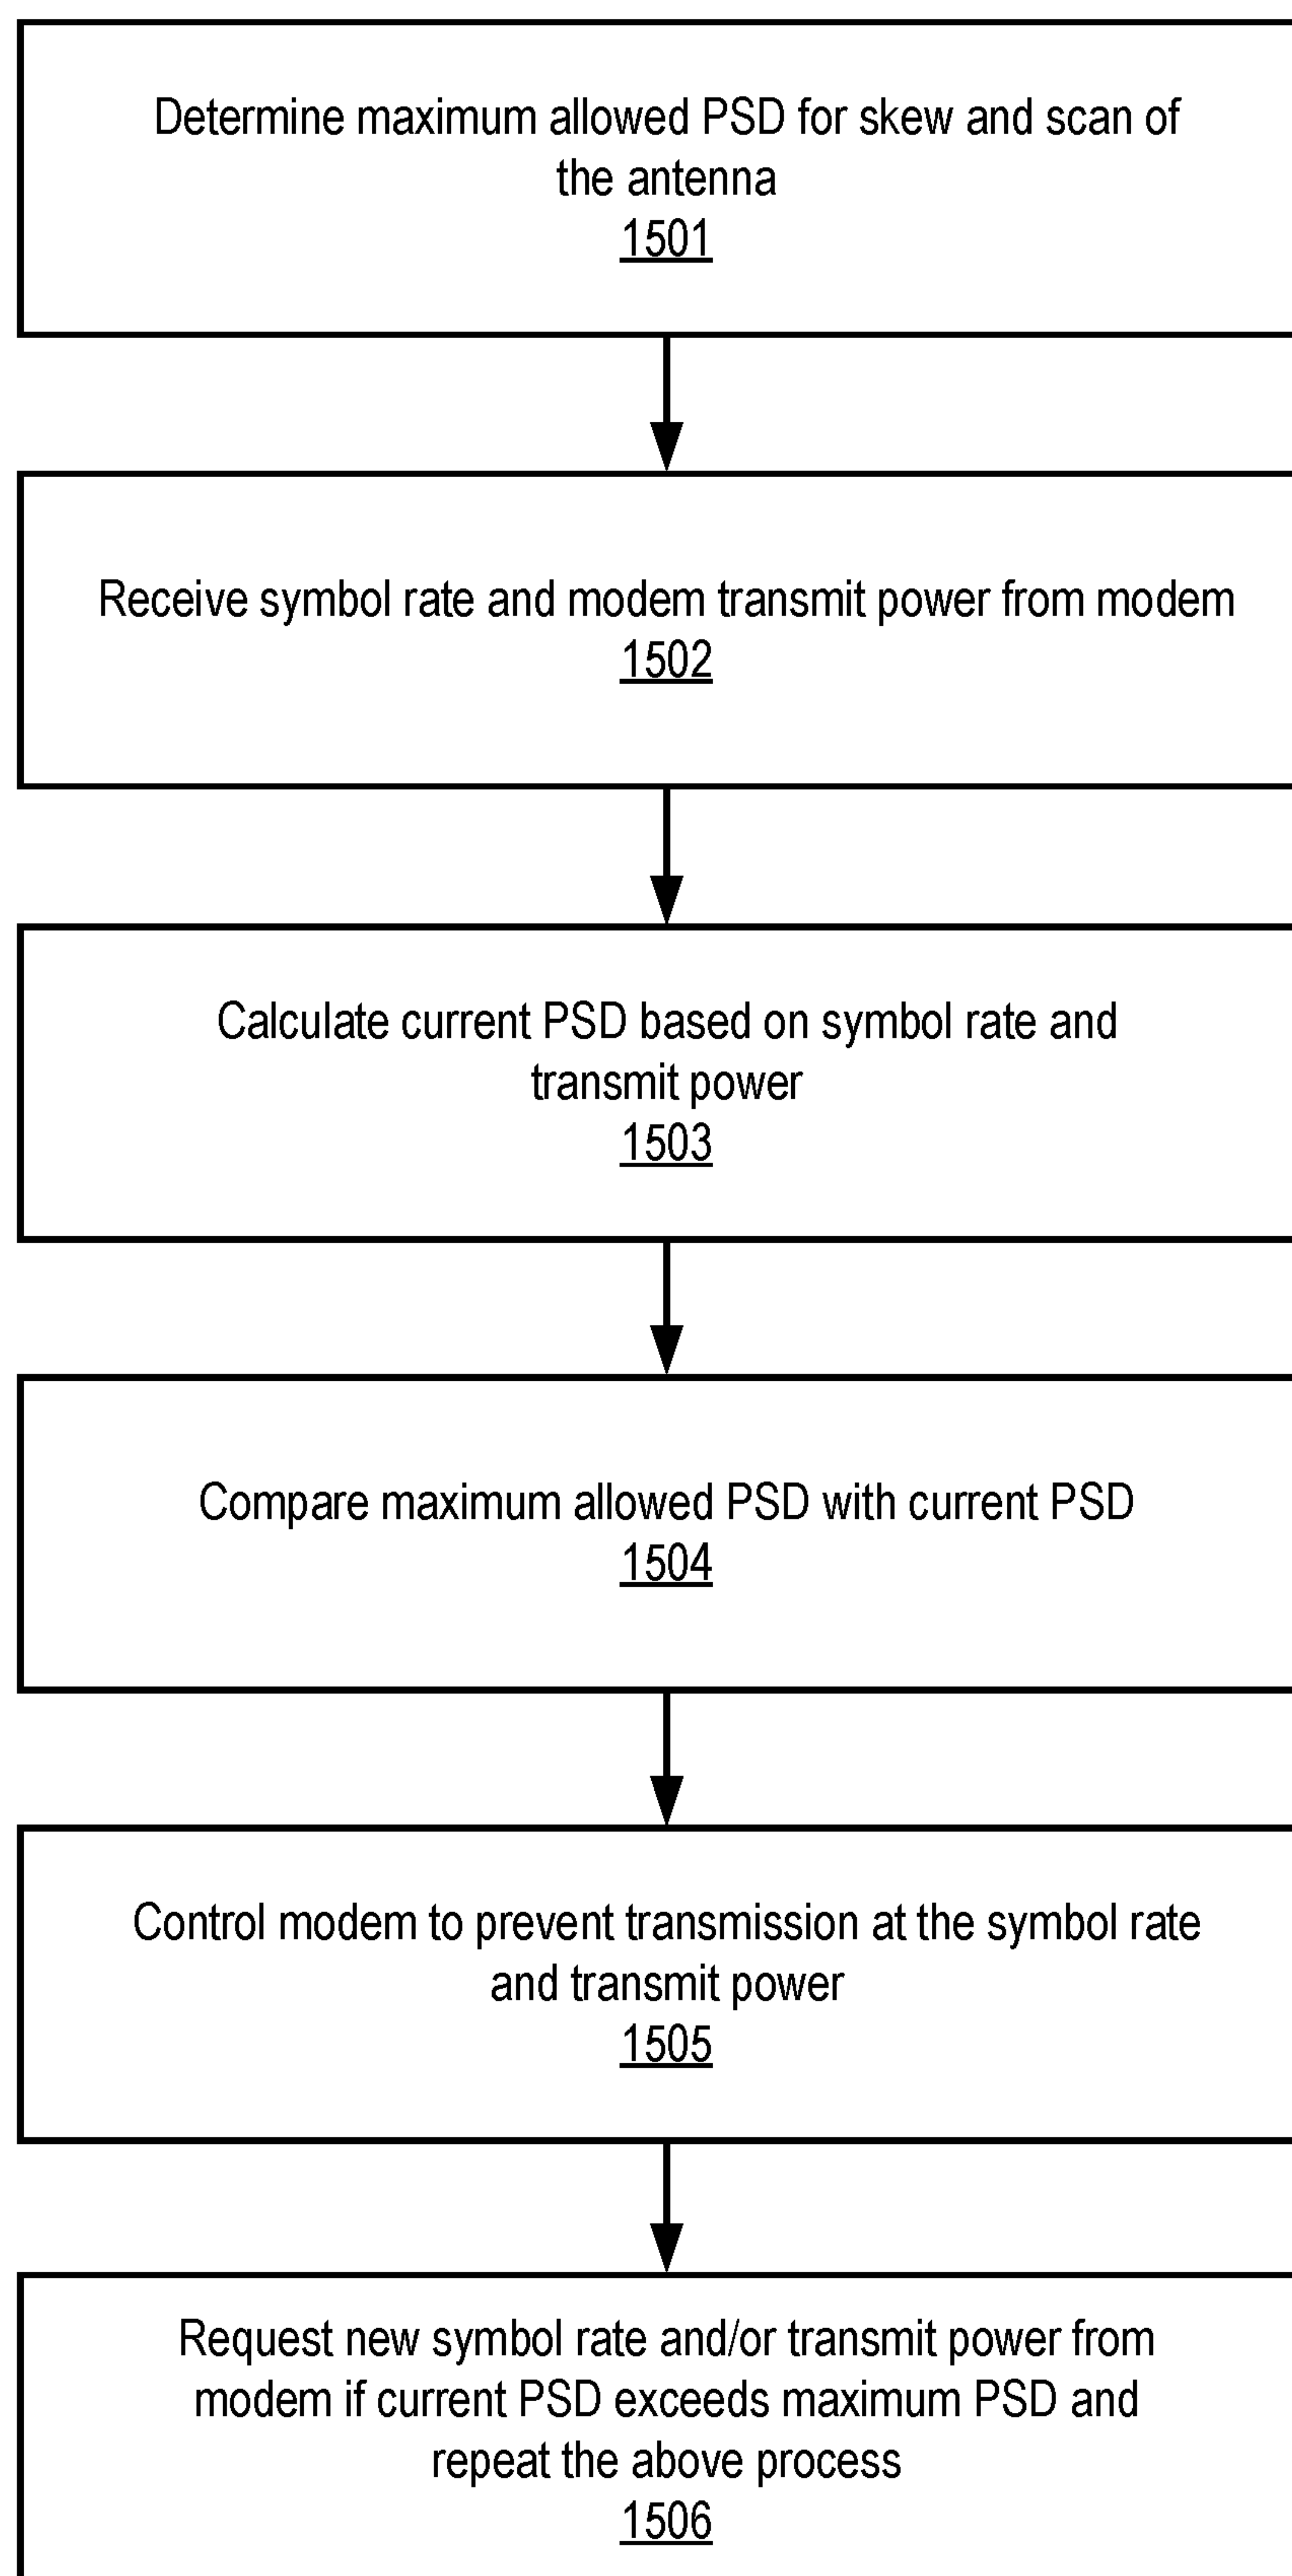 Determine maximum allowed PSD for skew and scan of
the antenna
1501
Receive symbol rate and modem transmit power from modem
1502
Calculate current PSD based on symbol rate and
transmit power
1503
Compare maximum allowed PSD with current PSD
1504
Control modem to prevent transmission at the symbol rate
and transmit power
1505
Request new symbol rate and/or transmit power from
modem if current PSD exceeds maximum PSD and
repeat the above process
1506